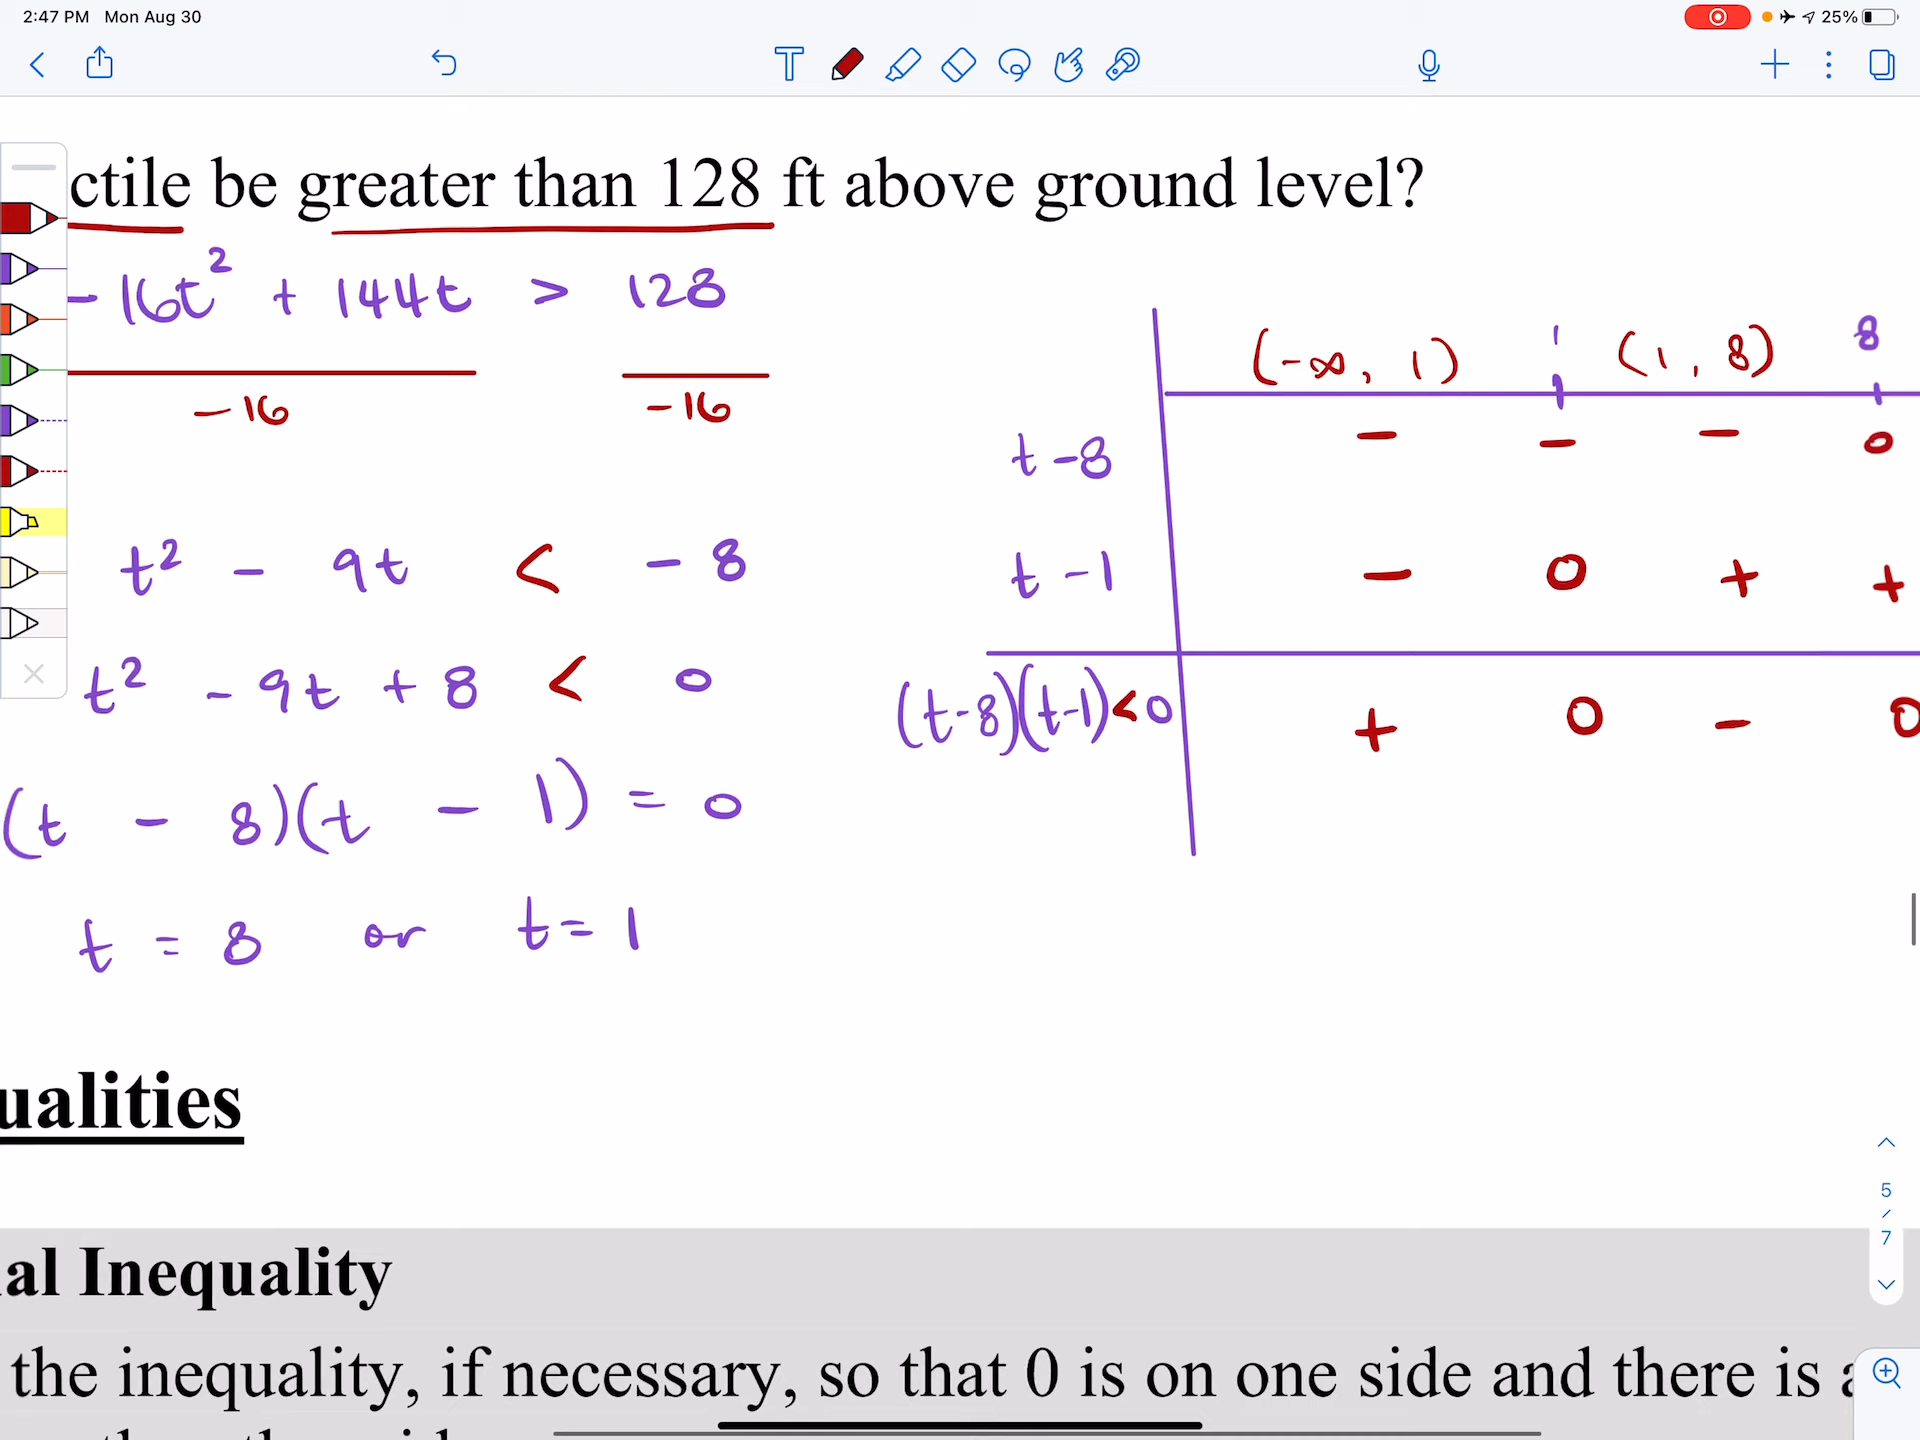 2:47 PM Mon Aug 30
25%
ctile be greater than 128 ft above ground level?
- 16t² + 144t > 128
-16 -16
t² - 9t < - 8
t² - 9t + 8 < 0
(t - 8)(t - 1) = 0
t = 8 or t = 1
(-∞, 1) 1 (1, 8) 8
t - 8 - - - 0
t - 1 - 0 + +
(t-8)(t-1)<0 + 0 - 0
ualities
al Inequality
the inequality, if necessary, so that 0 is on one side and there is a
5
/
7